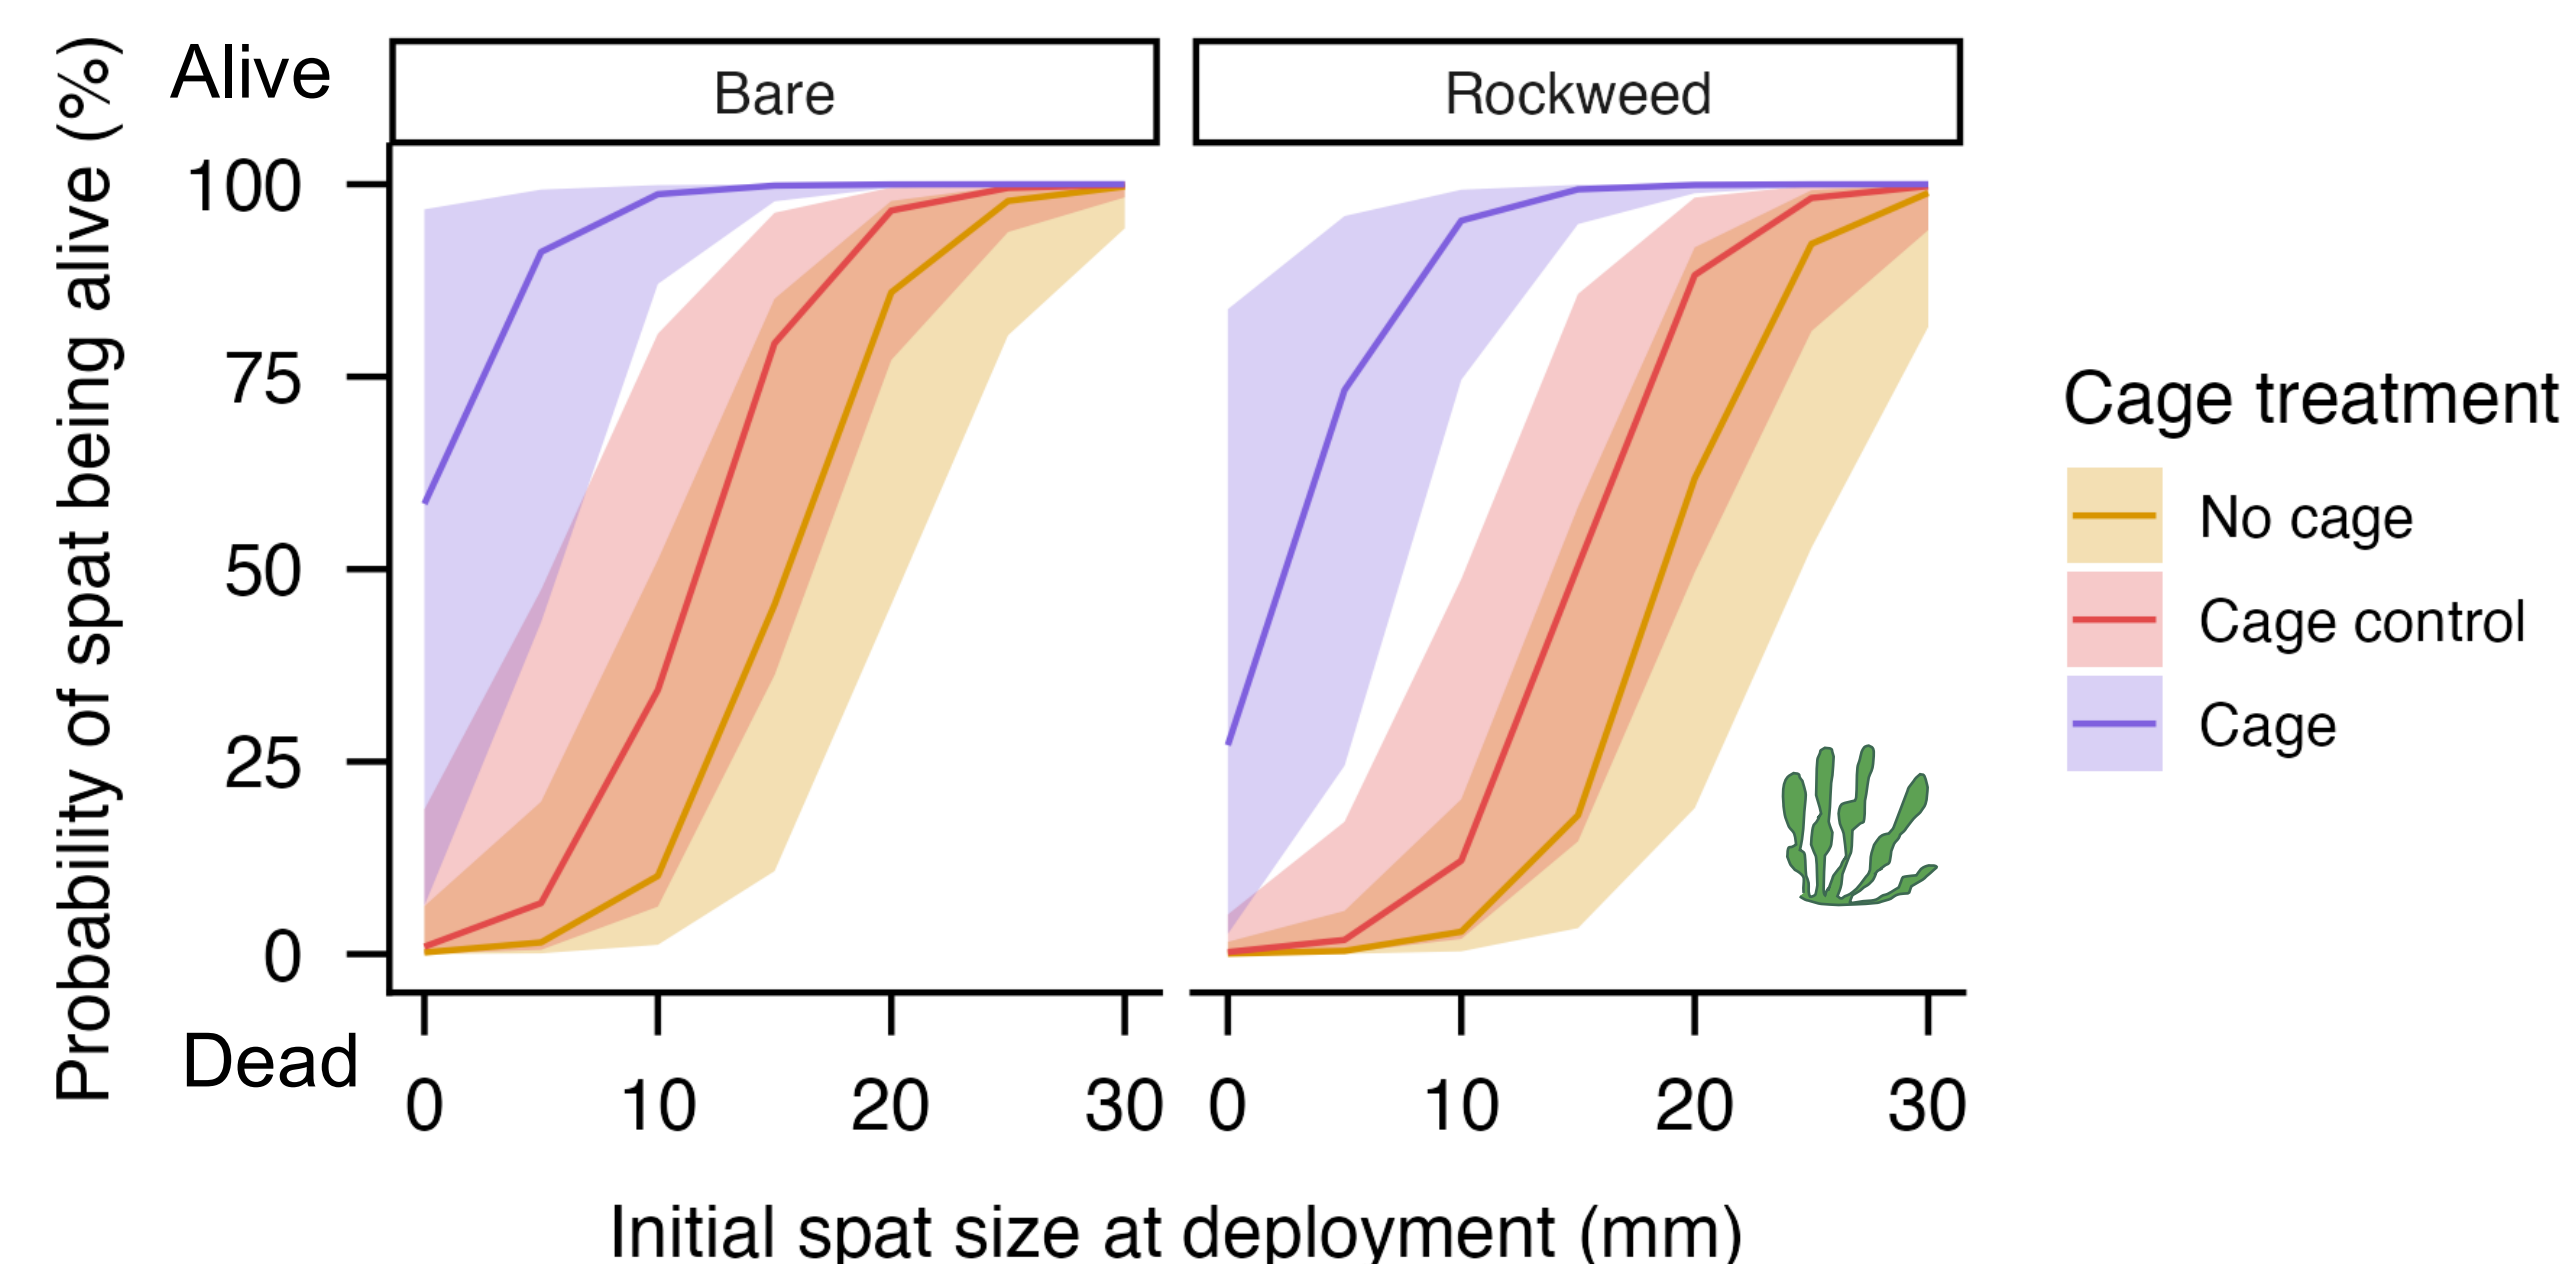 Probability of spat being alive (%)
Alive
Bare
Rockweed
100
75
50
25
0
Dead
0 10 20 30 0 10 20 30
Initial spat size at deployment (mm)
Cage treatment
No cage
Cage control
Cage